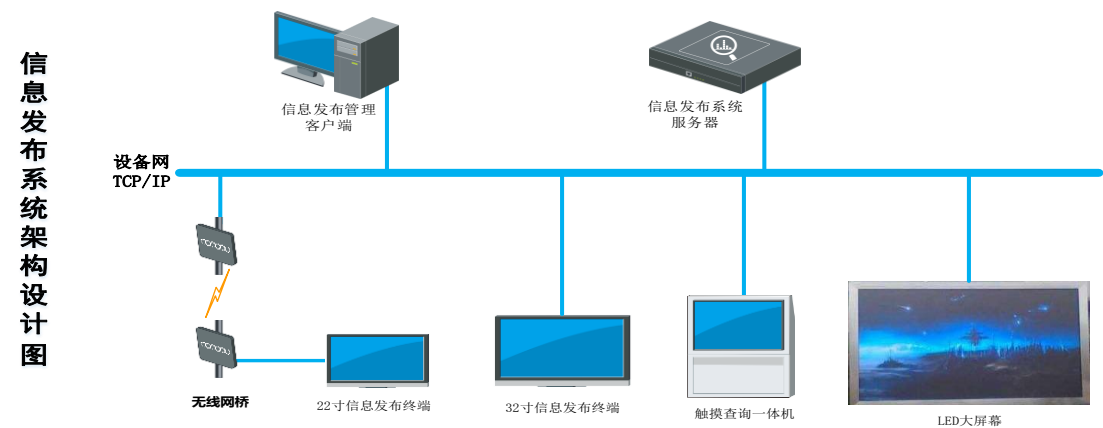 信息发布系统架构设计图
信息发布管理
客户端
信息发布系统
服务器
设备网
TCP/IP
无线网桥
22寸信息发布终端
32寸信息发布终端
触摸查询一体机
LED大屏幕